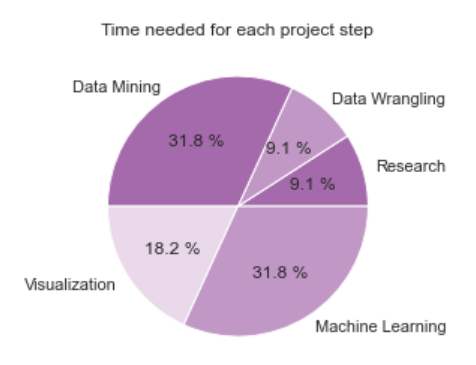 Time needed for each project step
Data Mining
Data Wrangling
31.8 %
9.1 %
Research
9.1 %
18.2 %
31.8 %
Visualization
Machine Learning